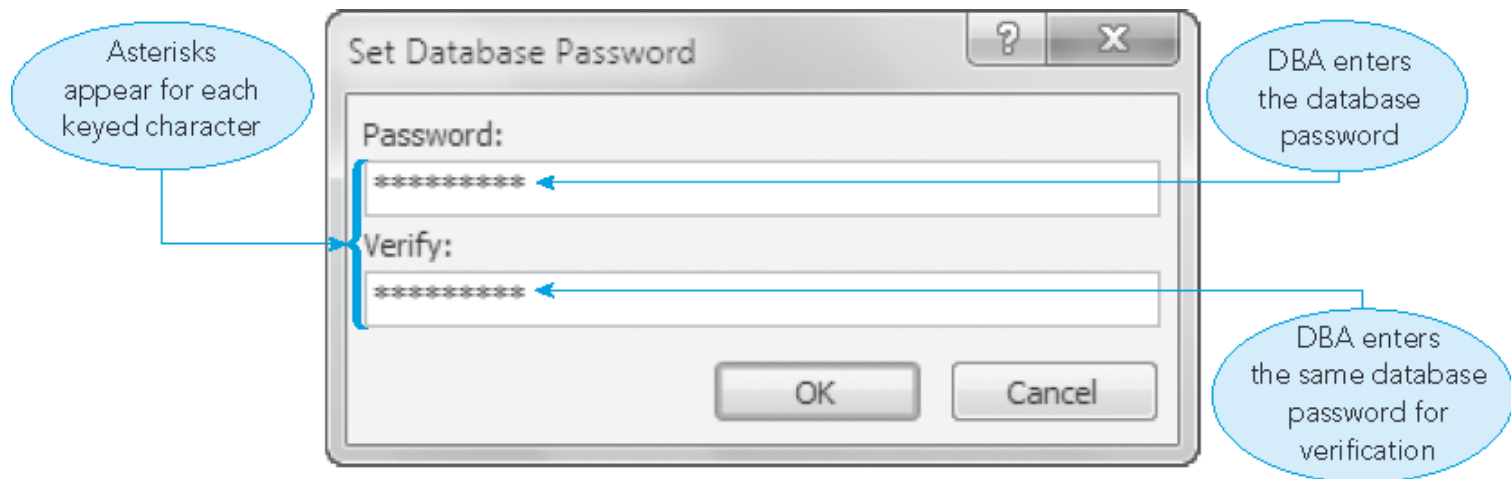 Asterisks
appear for each
keyed character
Set Database Password
?
X
Password:
*********
Verify:
*********
OK
Cancel
DBA enters
the database
password
DBA enters
the same database
password for
verification